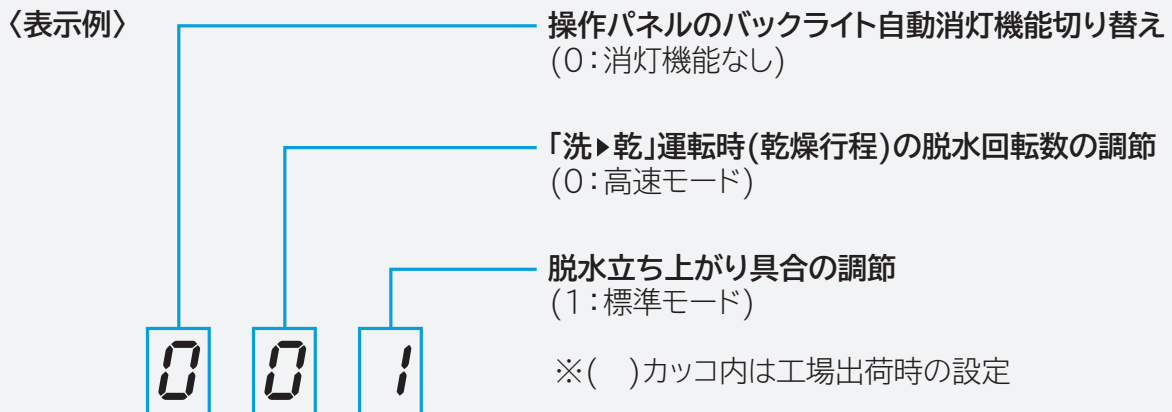 〈表示例〉
操作パネルのバックライト自動消灯機能切り替え
(0：消灯機能なし)
「洗▶乾」運転時(乾燥行程)の脱水回転数の調節
(0：高速モード)
脱水立ち上がり具合の調節
(1：標準モード)
※(　)カッコ内は工場出荷時の設定
0 0 1